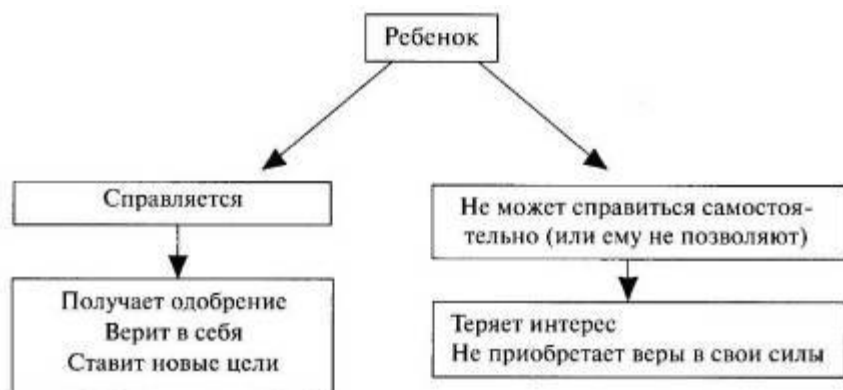 Ребенок
Справляется
Не может справиться самостоя-
тельно (или ему не позволяют)
Получает одобрение
Верит в себя
Ставит новые цели
Теряет интерес
Не приобретает веры в свои силы